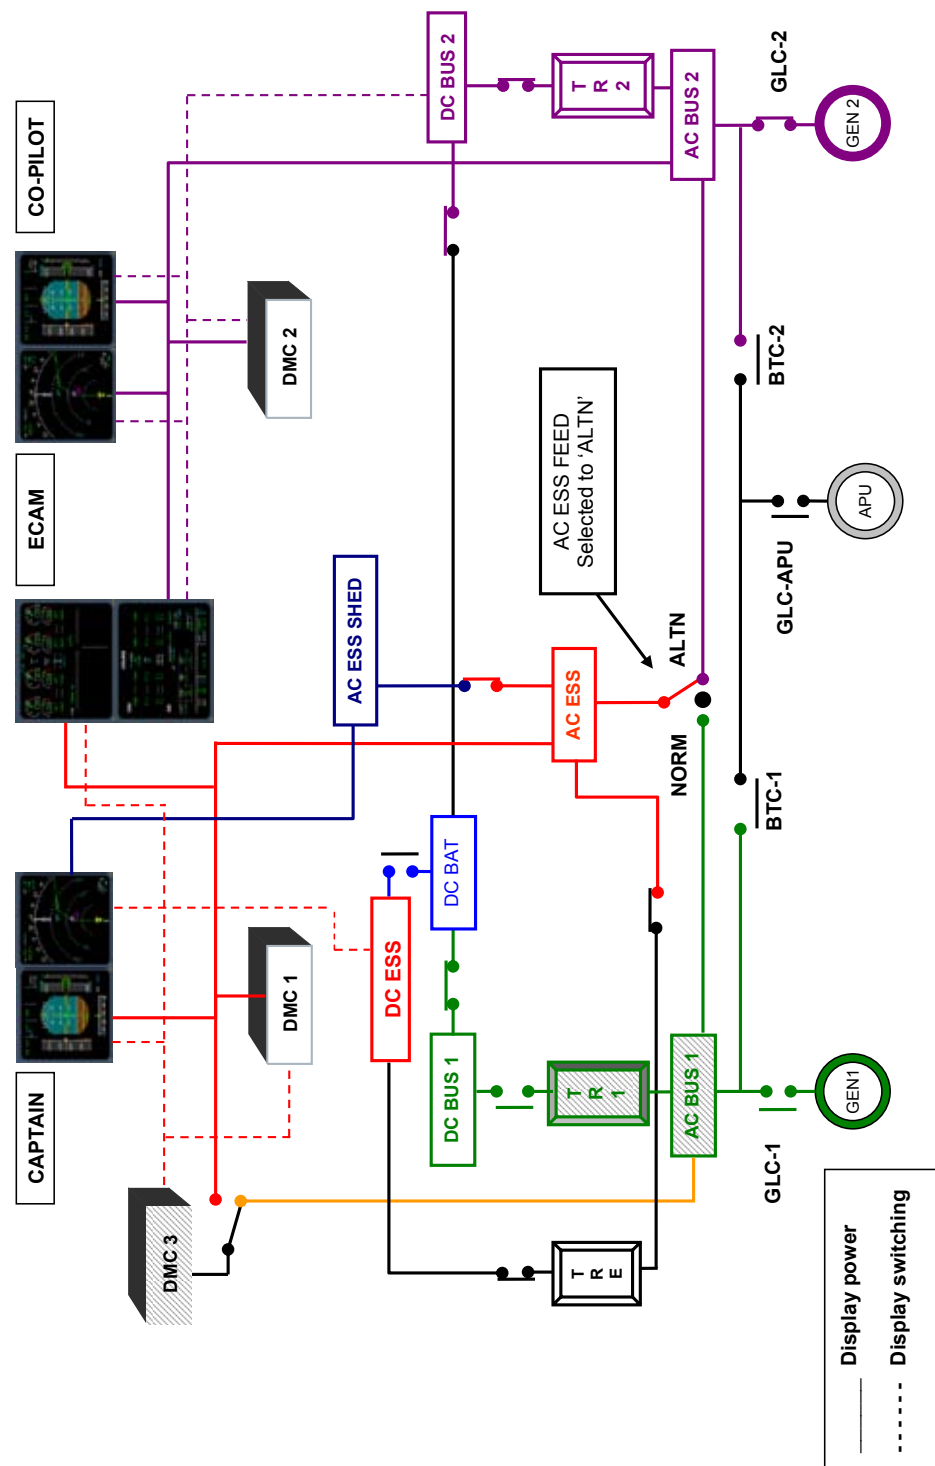 CAPTAIN
ECAM
CO-PILOT
DMC 3
DMC 1
DMC 2
AC ESS SHED
DC ESS
DC BUS 1
DC BAT
DC BUS 2
T
R
E
T
R
1
AC ESS
T
R
2
AC ESS FEED
Selected to ‘ALTN’
AC BUS 1
NORM
ALTN
AC BUS 2
GLC-1
BTC-1
GLC-APU
BTC-2
GLC-2
GEN1
APU
GEN 2
Display power
Display switching